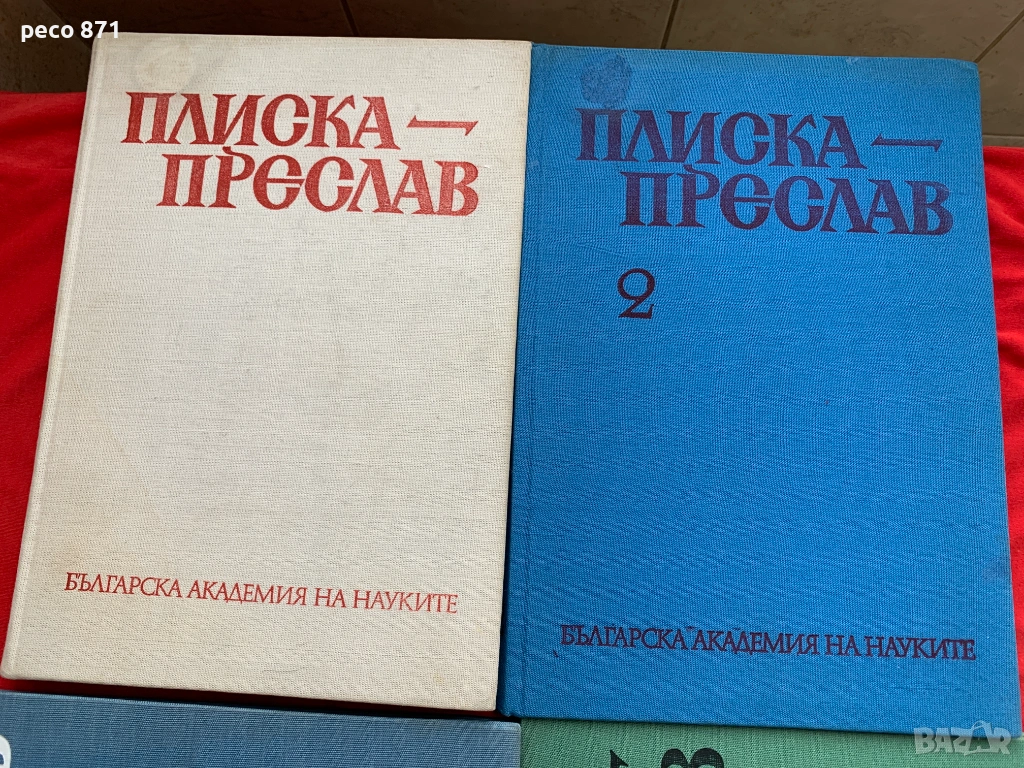 peco 871
ПЛИСКА –
ПРЕСЛАВ
БЪЛГАРСКА АКАДЕМИЯ НА НАУКИТЕ
ПЛИСКА –
ПРЕСЛАВ
2
БЪЛГАРСКА АКАДЕМИЯ НА НАУКИТЕ
BAZAR